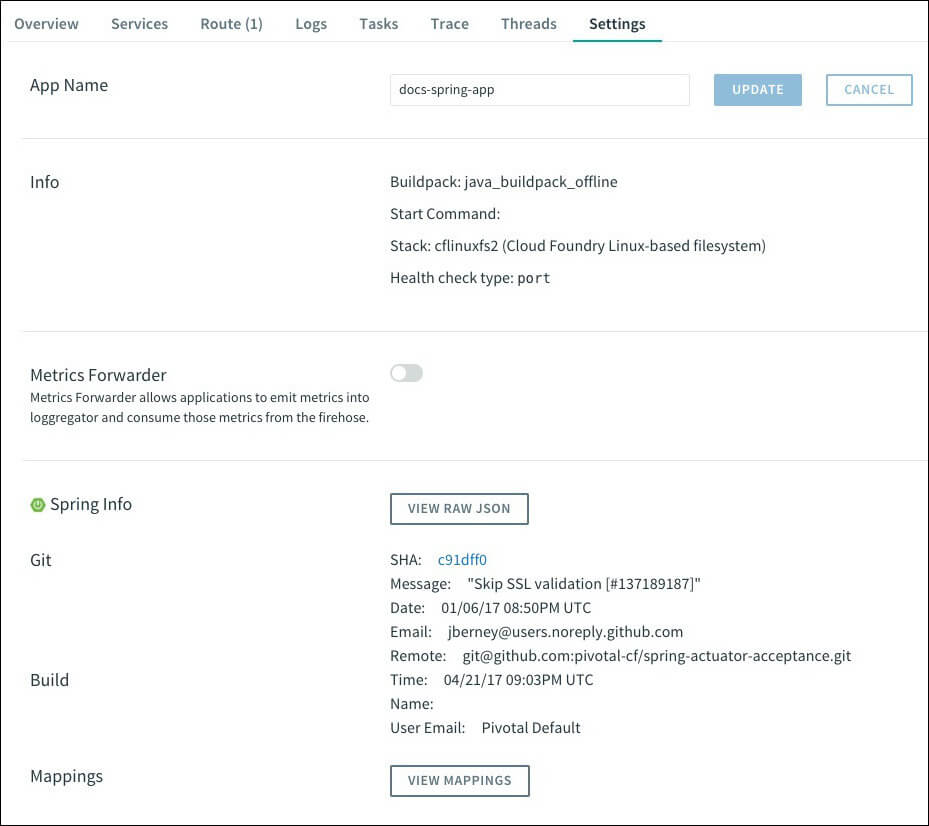 Overview Services Route (1) Logs Tasks Trace Threads Settings
App Name docs-spring-app UPDATE CANCEL
Info Buildpack: java_buildpack_offline
Start Command:
Stack: cflinuxfs2 (Cloud Foundry Linux-based filesystem)
Health check type: port
Metrics Forwarder
Metrics Forwarder allows applications to emit metrics into
loggregator and consume those metrics from the firehose.
Spring Info VIEW RAW JSON
Git SHA: c91dff0
Message: "Skip SSL validation [#137189187]"
Date: 01/06/17 08:50PM UTC
Email: jberney@users.noreply.github.com
Remote: git@github.com:pivotal-cf/spring-actuator-acceptance.git
Build Time: 04/21/17 09:03PM UTC
Name:
User Email: Pivotal Default
Mappings VIEW MAPPINGS